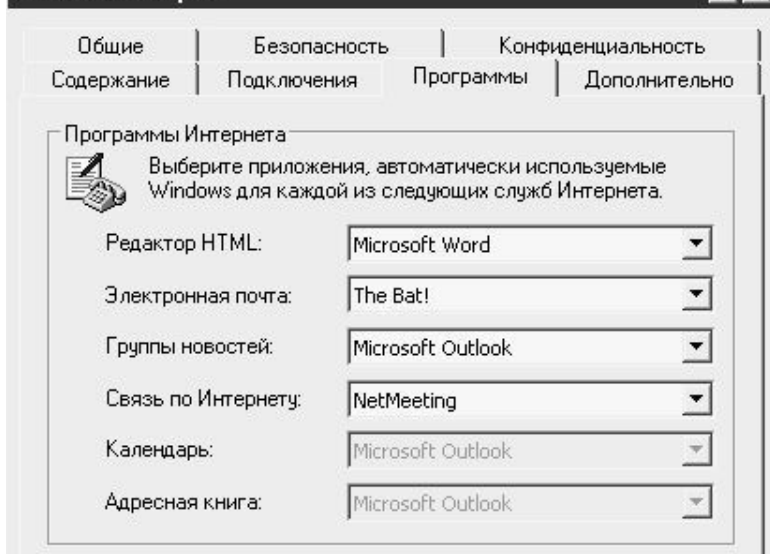 Общие Безопасность Конфиденциальность
Содержание Подключения Программы Дополнительно
Программы Интернета
Выберите приложения, автоматически используемые
Windows для каждой из следующих служб Интернета.
Редактор HTML: Microsoft Word
Электронная почта: The Bat!
Группы новостей: Microsoft Outlook
Связь по Интернету: NetMeeting
Календарь: Microsoft Outlook
Адресная книга: Microsoft Outlook